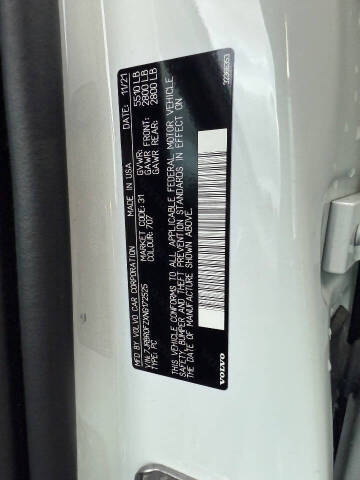 MFD BY VOLVO CAR CORPORATION MADE IN USA DATE: 11/21
GVWR: 5510 LB
MARKET CODE: 31 GAWR FRONT: 2800 LB
COLOUR: 707 GAWR REAR: 2800 LB
VIN: 7JRBR0FZXNG172525
TYPE: PC
THIS VEHICLE CONFORMS TO ALL APPLICABLE FEDERAL MOTOR VEHICLE
SAFETY, BUMPER AND THEFT PREVENTION STANDARDS IN EFFECT ON
THE DATE OF MANUFACTURE SHOWN ABOVE.
VOLVO